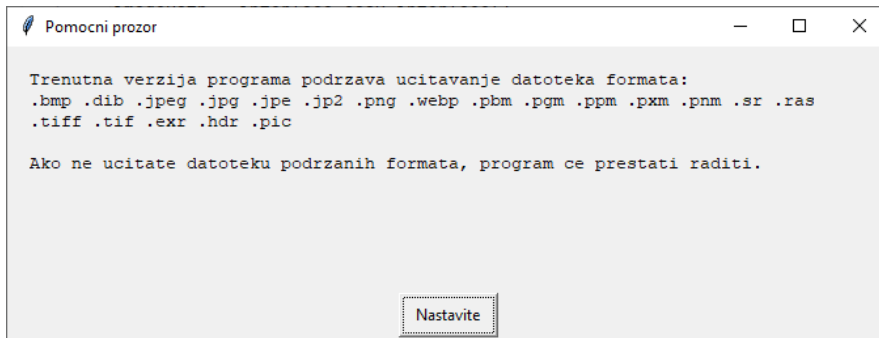 Pomocni prozor
Trenutna verzija programa podrzava ucitavanje datoteka formata:
.bmp .dib .jpeg .jpg .jpe .jp2 .png .webp .pbm .pgm .ppm .pxm .pnm .sr .ras
.tiff .tif .exr .hdr .pic
Ako ne ucitate datoteku podrzanih formata, program ce prestati raditi.
Nastavite